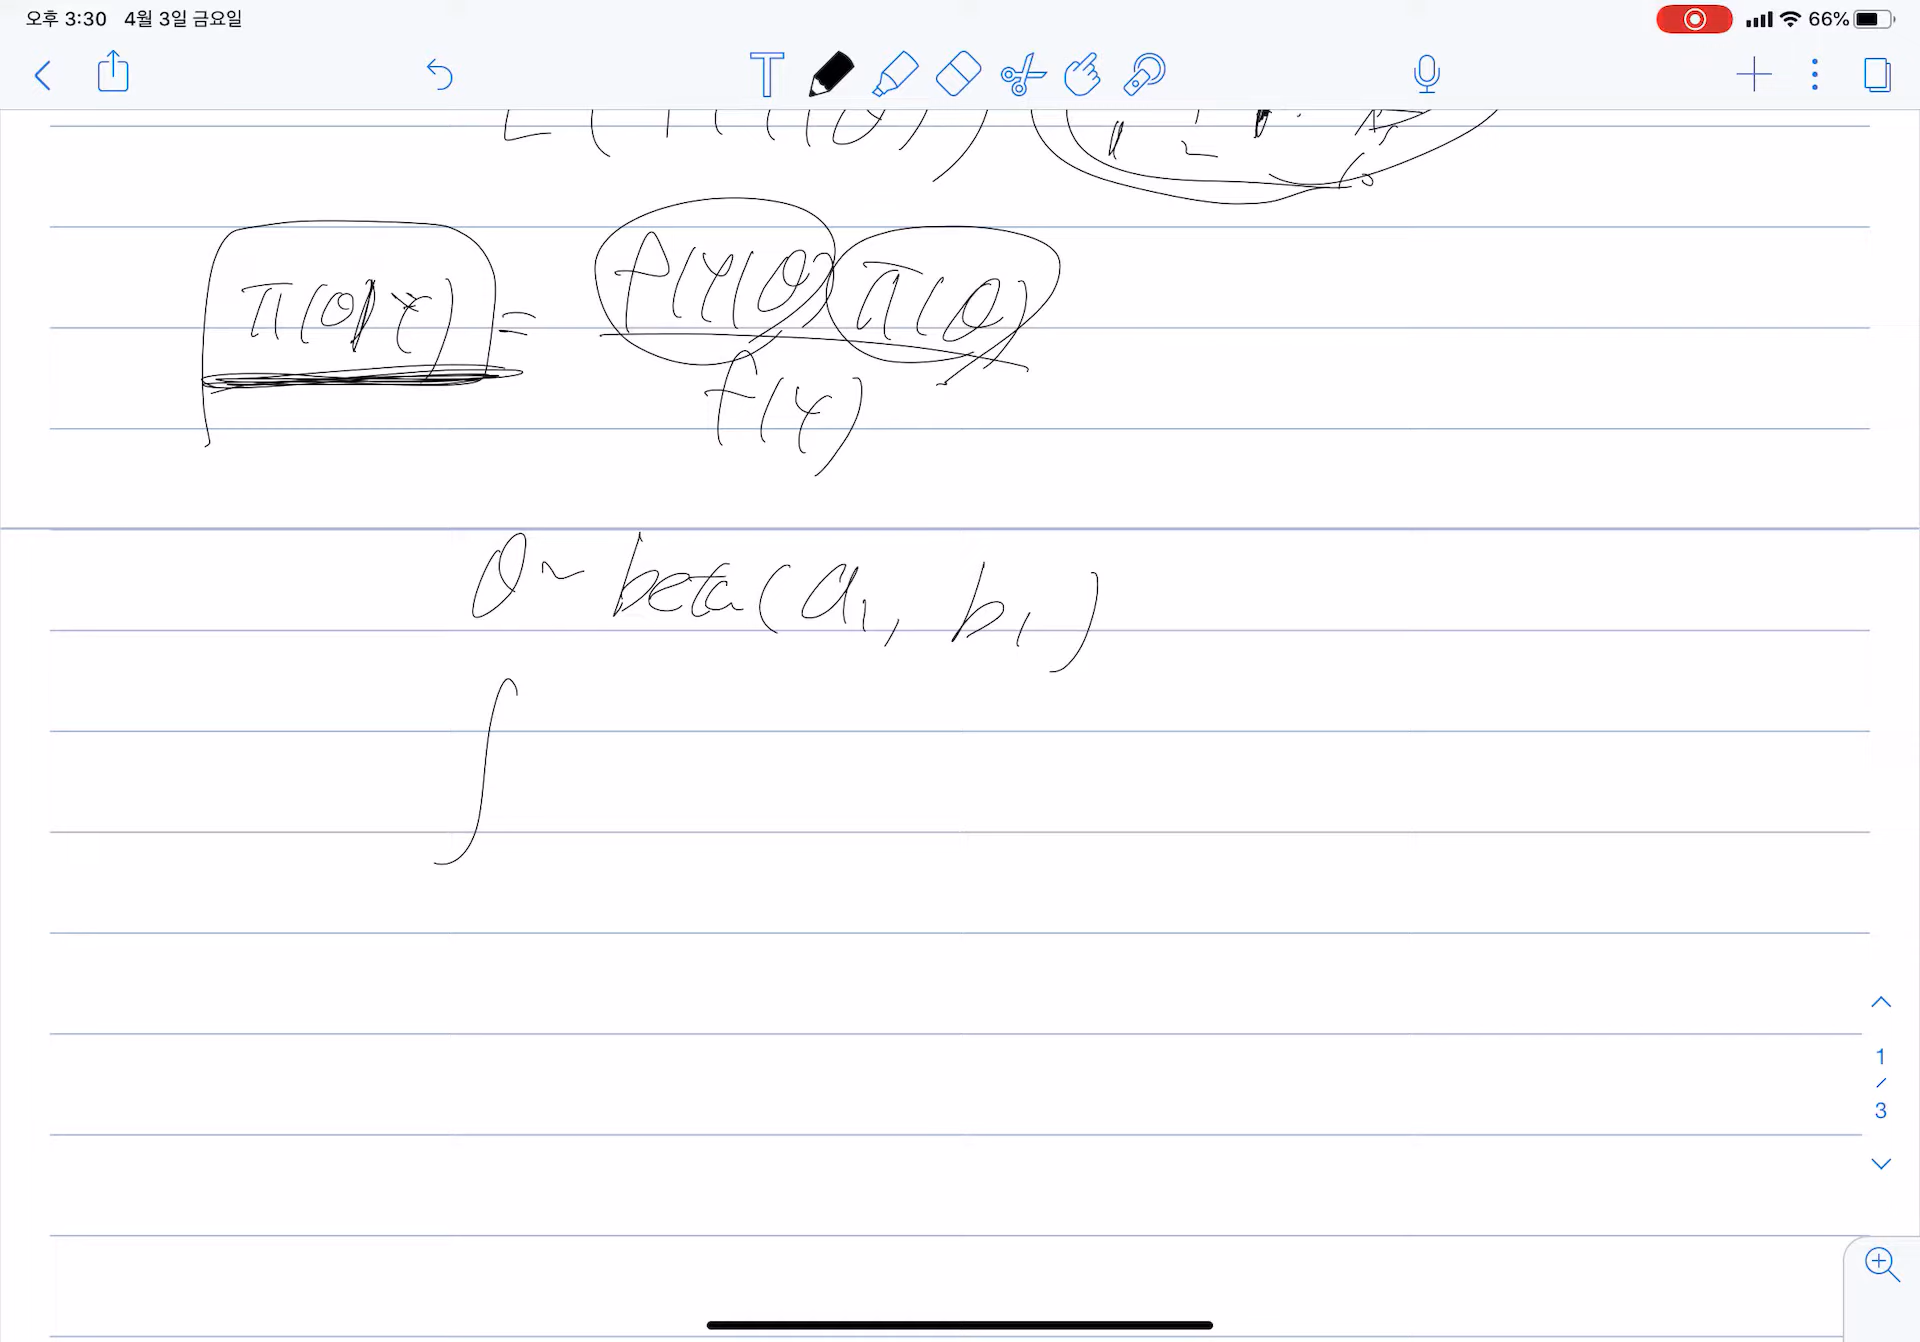 오후 3:30 4월 3일 금요일 66%
T
π(θ|Y) = f(Y|θ) π(θ)
f(Y)
θ ~ beta(a₁, b₁)
∫
1
/
3